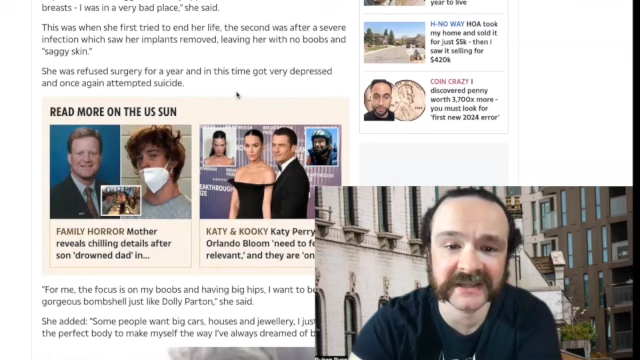 breasts - I was in a very bad place," she said.
This was when she first tried to end her life, the second was after a severe
infection which saw her implants removed, leaving her with no boobs and
"saggy skin."
She was refused surgery for a year and in this time got very depressed
and once again attempted suicide.
READ MORE ON THE US SUN
FAMILY HORROR Mother
reveals chilling details after
son 'drowned dad' in...
KATY & KOOKY Katy Perry
Orlando Bloom 'need to fe
relevant,' and they are 'on
"For me, the focus is on my boobs and having big hips, I want to be
gorgeous bombshell just like Dolly Parton," she said.
She added: "Some people want big cars, houses and jewellery, I just
the perfect body to make myself the way I've always dreamed of b
year to live
H-NO WAY HOA took
my home and sold it
for just $5k - then I
saw it selling for
$420k
COIN CRAZY I
discovered penny
worth 3,700x more -
you must look for
'first new 2024 error'